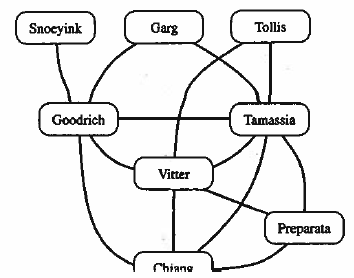 Snoeyink
Garg
Tollis
Goodrich
Tamassia
Vitter
Preparata
Chiang